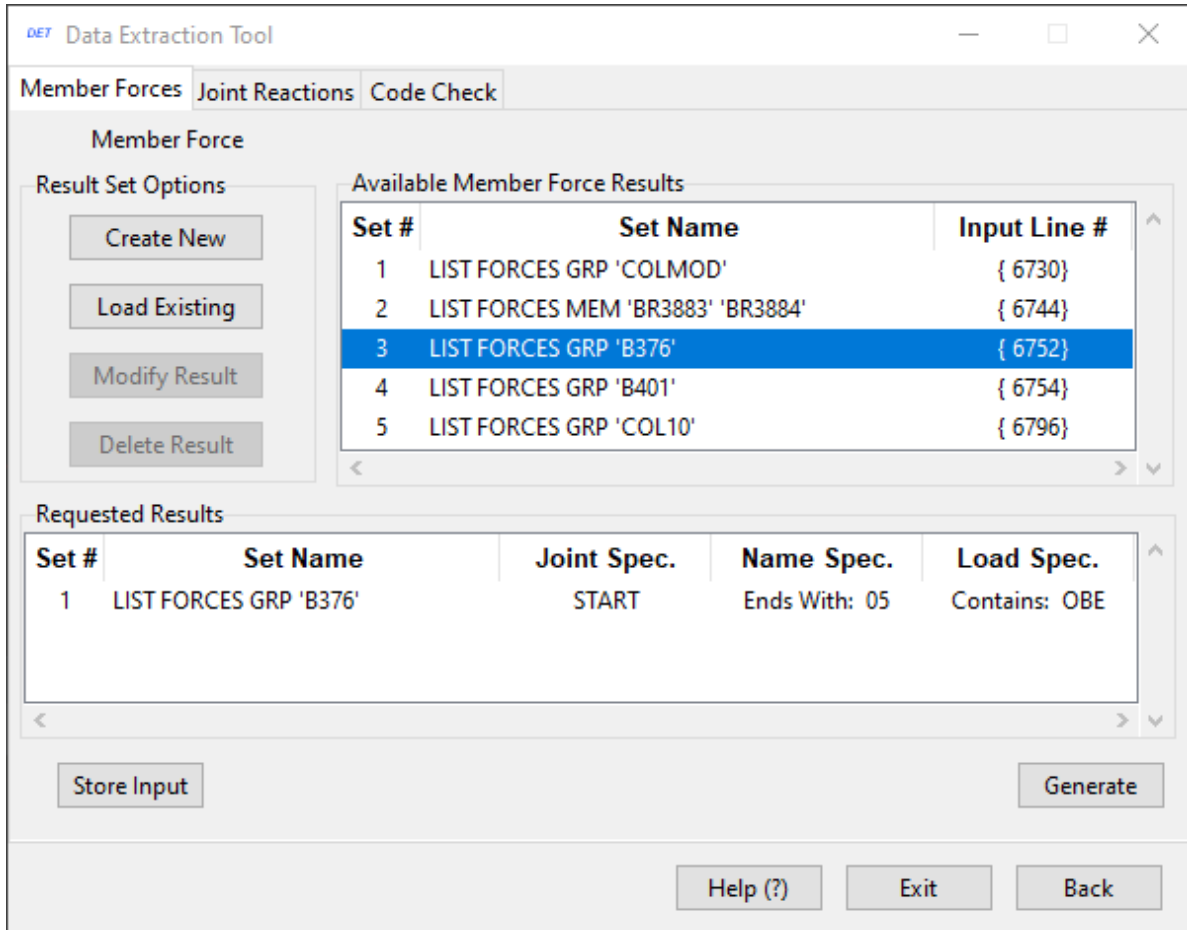 DET Data Extraction Tool
Member Forces Joint Reactions Code Check
Member Force
Result Set Options
Create New
Load Existing
Modify Result
Delete Result
Available Member Force Results
Set # Set Name Input Line #
1 LIST FORCES GRP 'COLMOD' { 6730}
2 LIST FORCES MEM 'BR3883' 'BR3884' { 6744}
3 LIST FORCES GRP 'B376' { 6752}
4 LIST FORCES GRP 'B401' { 6754}
5 LIST FORCES GRP 'COL10' { 6796}
Requested Results
Set # Set Name Joint Spec. Name Spec. Load Spec.
1 LIST FORCES GRP 'B376' START Ends With: 05 Contains: OBE
Store Input Generate
Help (?) Exit Back